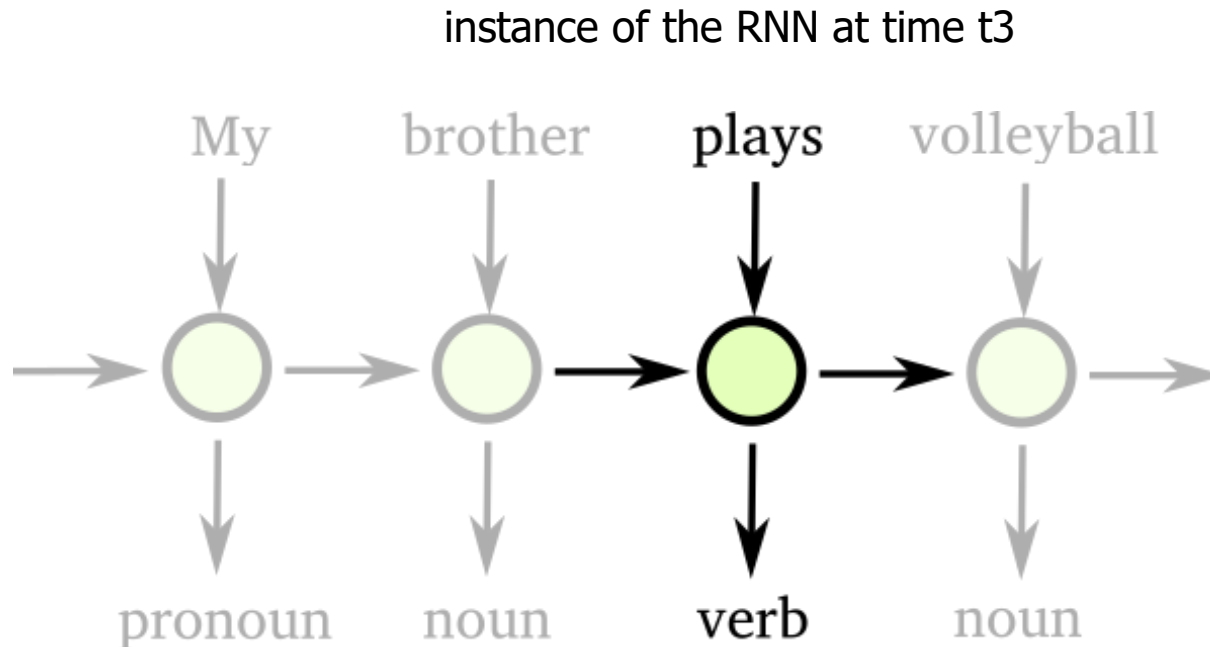 instance of the RNN at time t3
My brother plays volleyball
pronoun noun verb noun